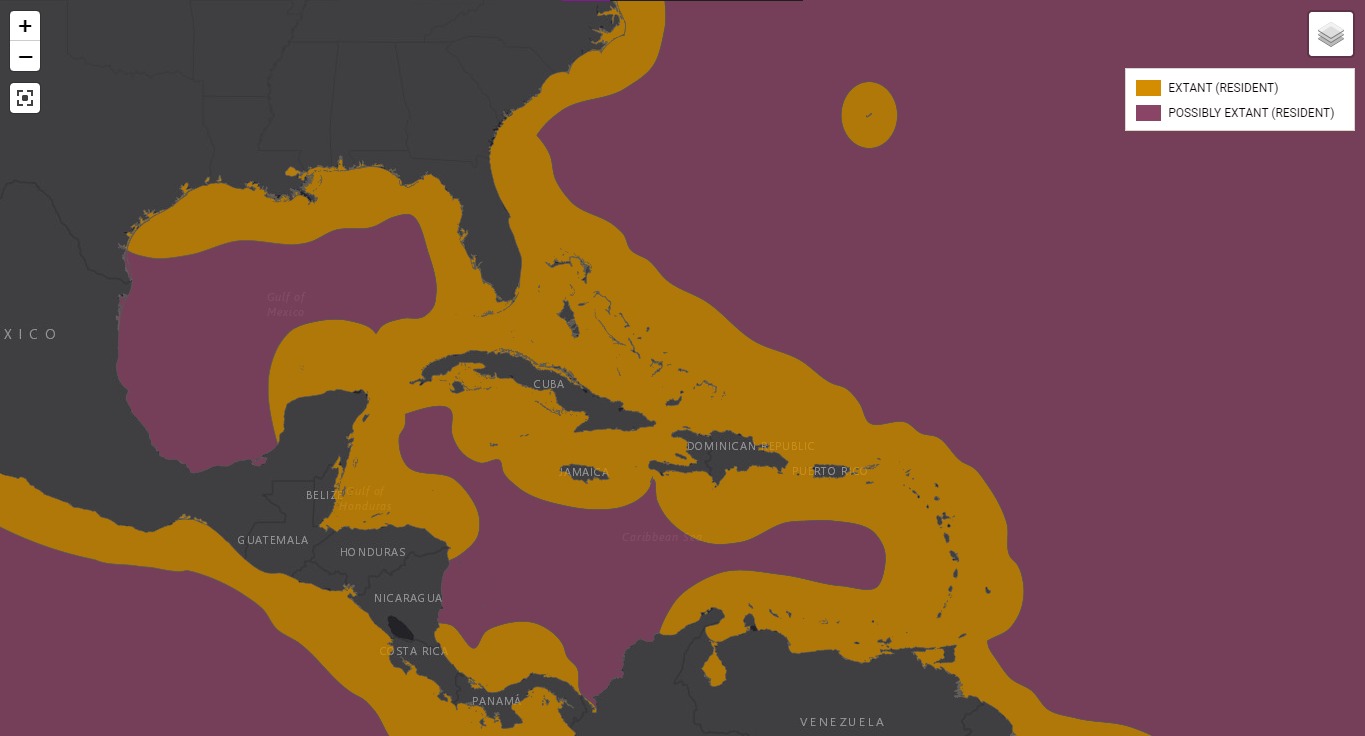 +
−
EXTANT (RESIDENT)
POSSIBLY EXTANT (RESIDENT)
Gulf of
Mexico
XICO
CUBA
DOMINICAN REPUBLIC
JAMAICA
PUERTO RICO
BELIZE
Gulf of
Honduras
Caribbean Sea
GUATEMALA
HONDURAS
NICARAGUA
COSTA RICA
PANAMÁ
VENEZUELA